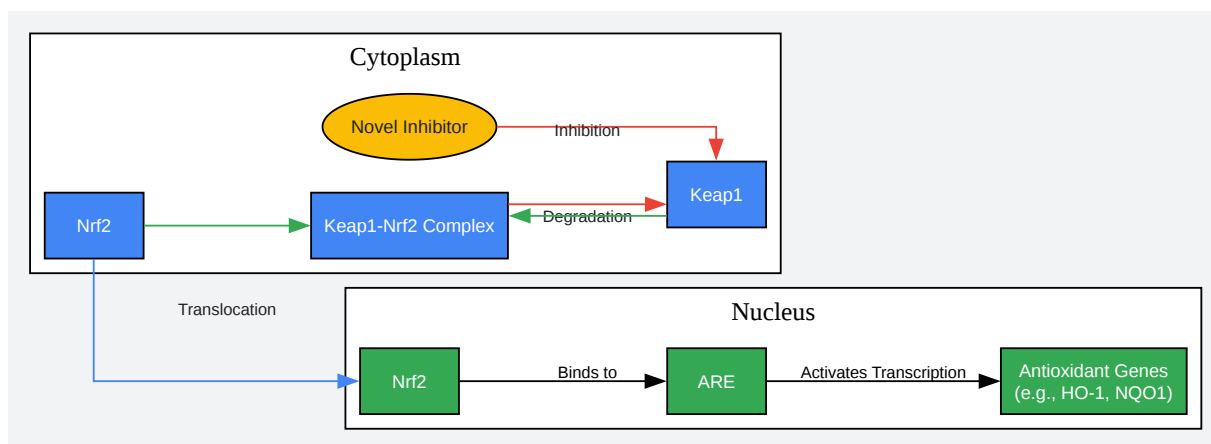 Cytoplasm
Novel Inhibitor
Inhibition
Keap1
Nrf2
Keap1-Nrf2 Complex
Degradation
Translocation
Nucleus
Nrf2
Binds to
ARE
Activates Transcription
Antioxidant Genes
(e.g., HO-1, NQO1)